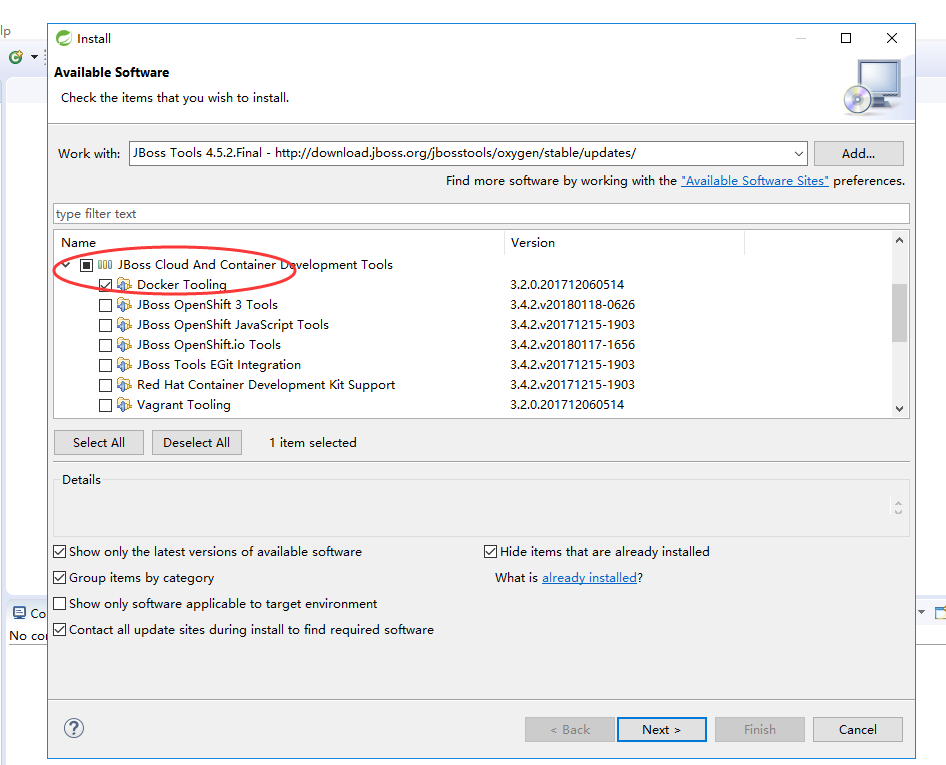 lp
Install
Available Software
Check the items that you wish to install.
Work with: JBoss Tools 4.5.2.Final - http://download.jboss.org/jbosstools/oxygen/stable/updates/ Add...
Find more software by working with the "Available Software Sites" preferences.
type filter text
Name Version
JBoss Cloud And Container Development Tools
Docker Tooling 3.2.0.201712060514
JBoss OpenShift 3 Tools 3.4.2.v20180118-0626
JBoss OpenShift JavaScript Tools 3.4.2.v20171215-1903
JBoss OpenShift.io Tools 3.4.2.v20180117-1656
JBoss Tools EGit Integration 3.4.2.v20171215-1903
Red Hat Container Development Kit Support 3.4.2.v20171215-1903
Vagrant Tooling 3.2.0.201712060514
Select All Deselect All 1 item selected
Details
Show only the latest versions of available software Hide items that are already installed
Group items by category What is already installed?
Show only software applicable to target environment
Co
Contact all update sites during install to find required software
No con
? < Back Next > Finish Cancel